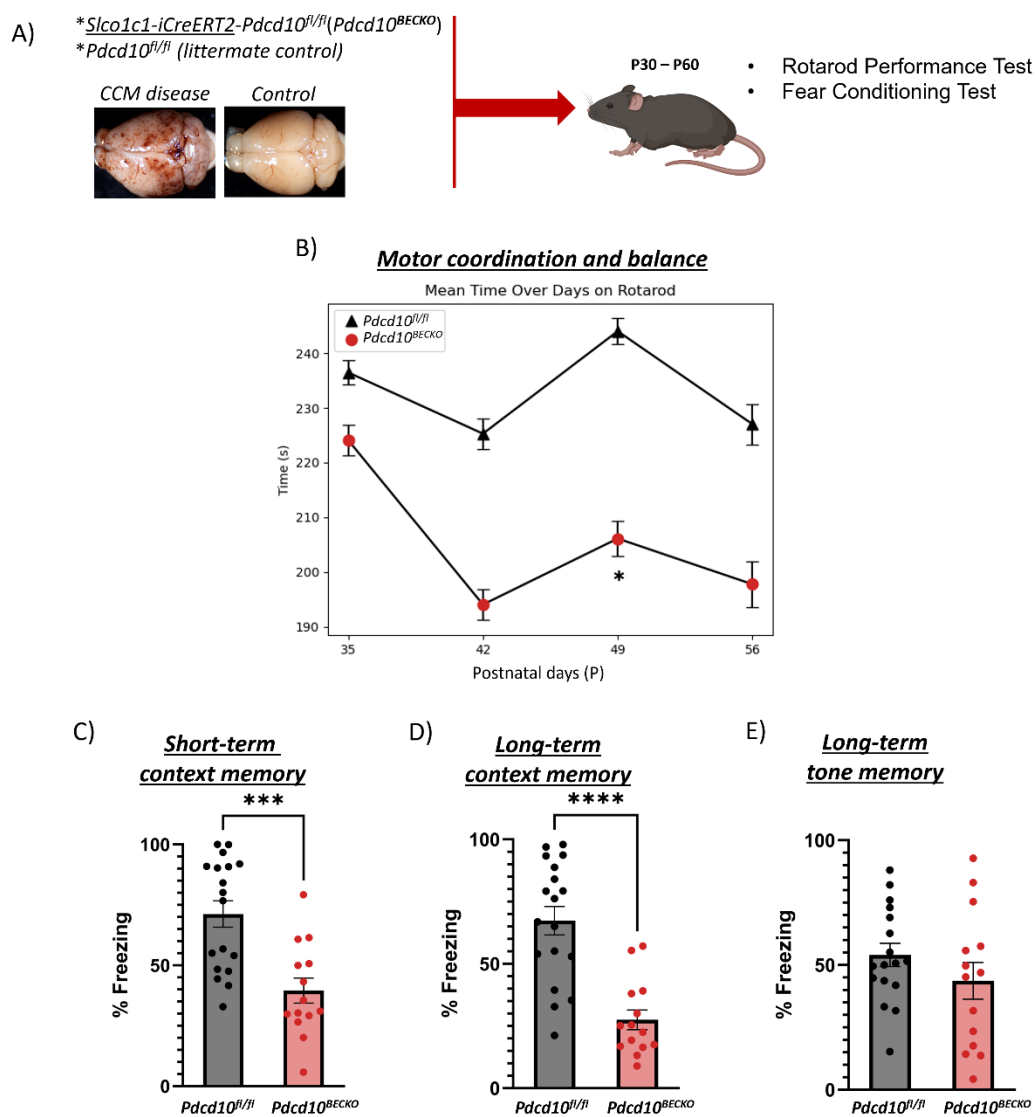 A)
*Slco1c1-iCreERT2-Pdcd10fl/fl(Pdcd10BECKO)
*Pdcd10fl/fl (littermate control)
CCM disease
Control
P30 – P60
• Rotarod Performance Test
• Fear Conditioning Test
B)
Motor coordination and balance
Mean Time Over Days on Rotarod
Pdcd10fl/fl
Pdcd10BECKO
Time (s)
240
230
220
210
200
190
*
35 42 49 56
Postnatal days (P)
C)
Short-term
context memory
***
% Freezing
100
50
0
Pdcd10fl/fl Pdcd10BECKO
D)
Long-term
context memory
****
% Freezing
100
50
0
Pdcd10fl/fl Pdcd10BECKO
E)
Long-term
tone memory
% Freezing
100
50
0
Pdcd10fl/fl Pdcd10BECKO